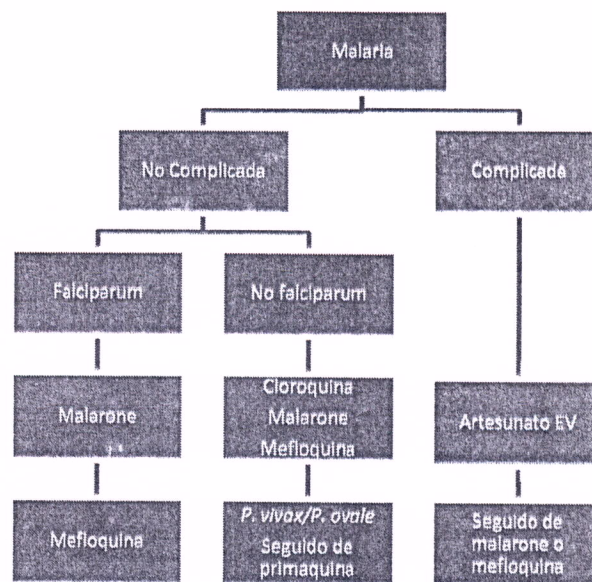 Malaria
No Complicada
Complicada
Falciparum
No falciparum
Malarone
Cloroquina
Malarone
Mefloquina
Artesunato EV
Mefloquina
P. vivax/P. ovale
Seguido de
primaquina
Seguido de
malarone o
mefloquina